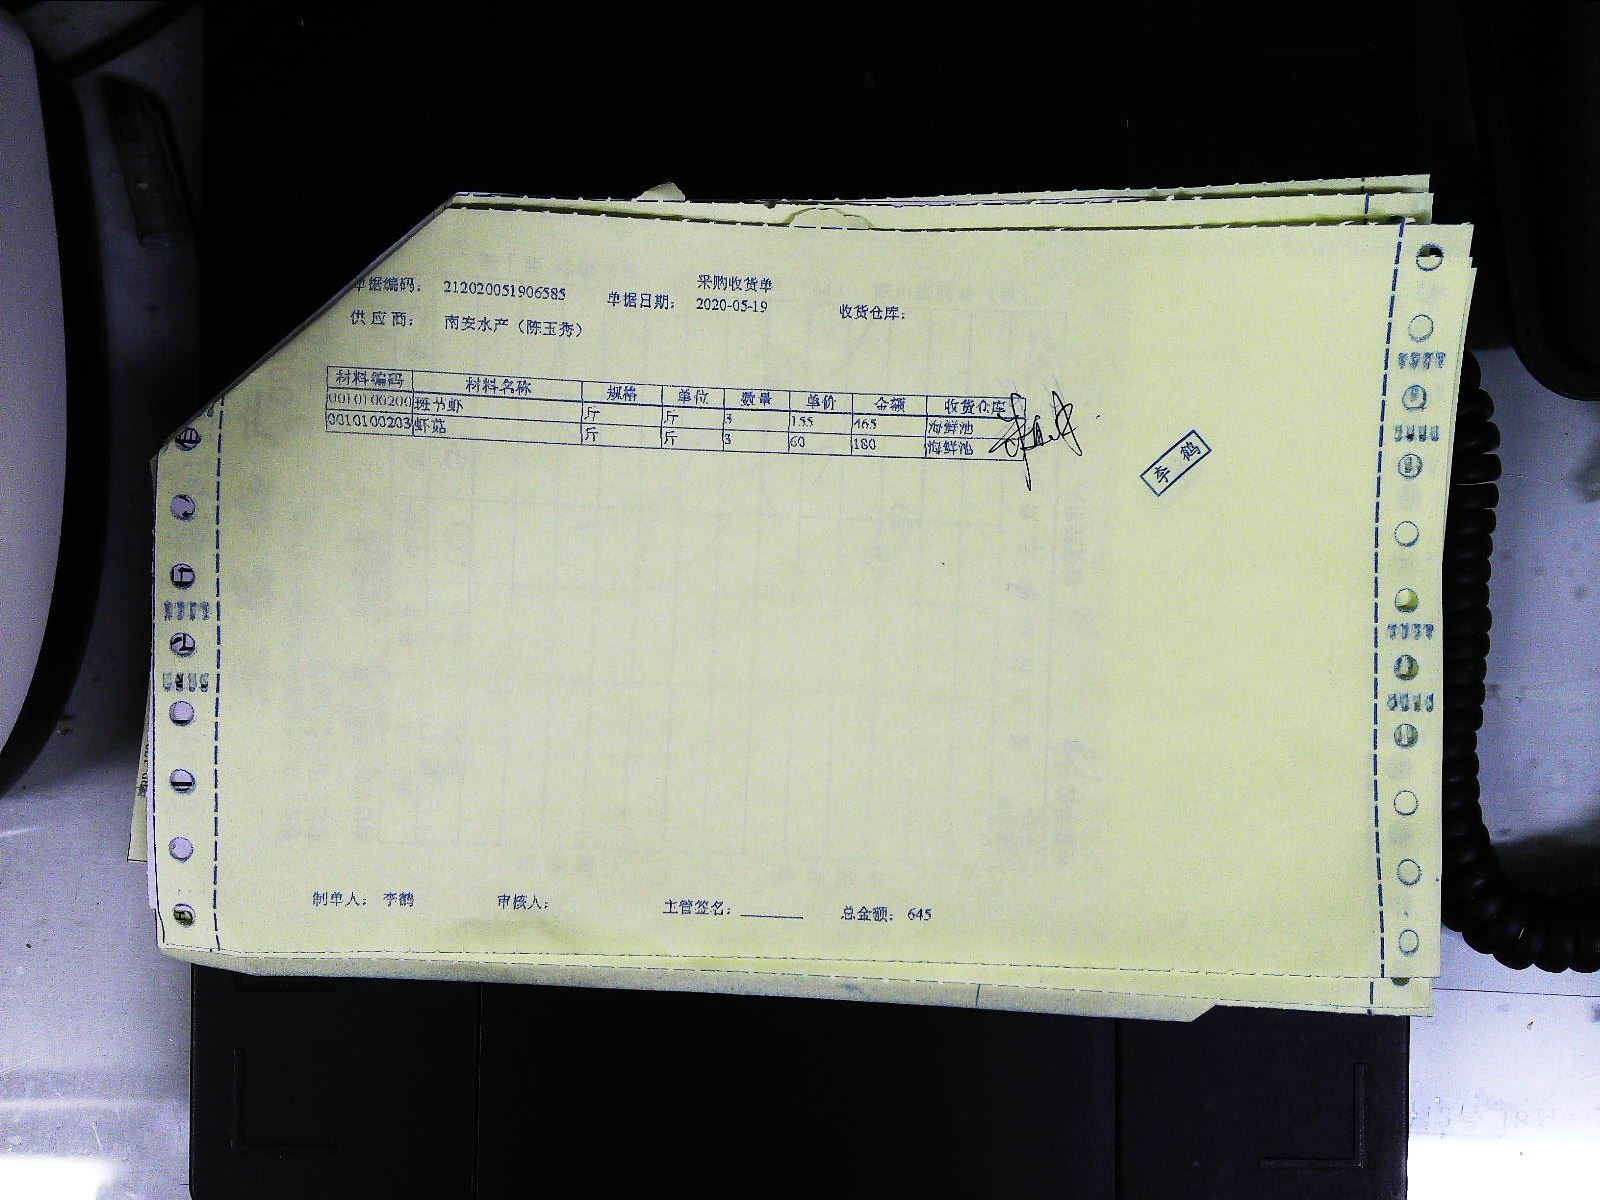 采购收货单
单据编码： 212020051906585 单据日期： 2020-05-19 收货仓库：
供应商： 南安水产（陈玉秀）
材料编码 材料名称 规格 单位 数量 单价 金额 收货仓库
0010100200 斑节虾 斤 斤 3 155 465 海鲜池
0010100203 虾菇 斤 斤 3 60 180 海鲜池
李鹤
制单人： 李鹤 审核人： 主管签名： 总金额： 645